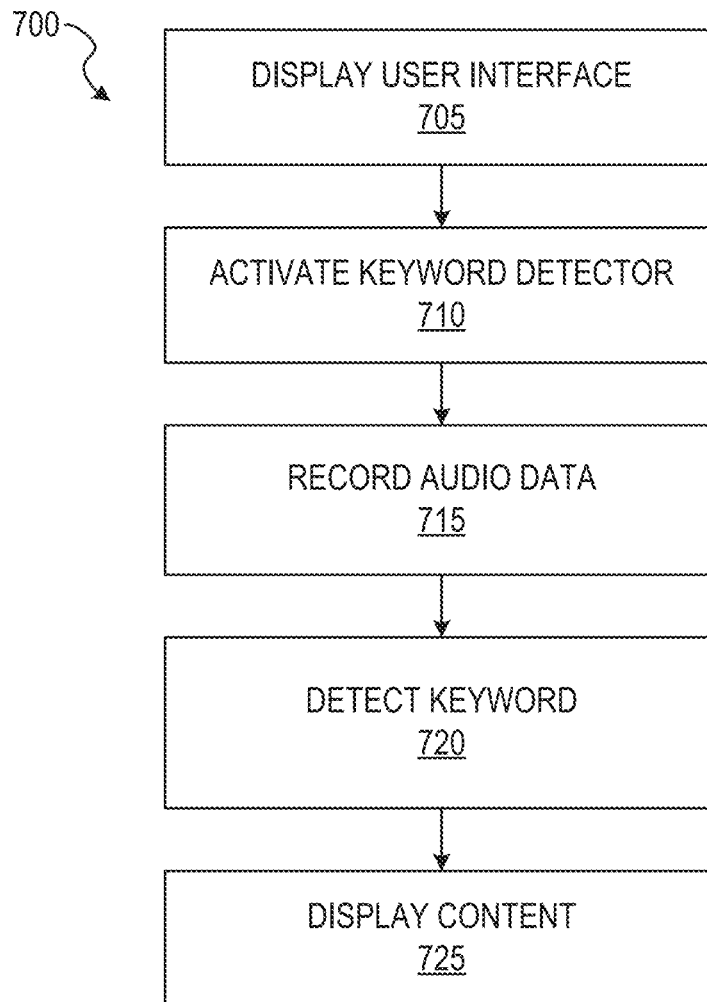 700
DISPLAY USER INTERFACE
705
ACTIVATE KEYWORD DETECTOR
710
RECORD AUDIO DATA
715
DETECT KEYWORD
720
DISPLAY CONTENT
725